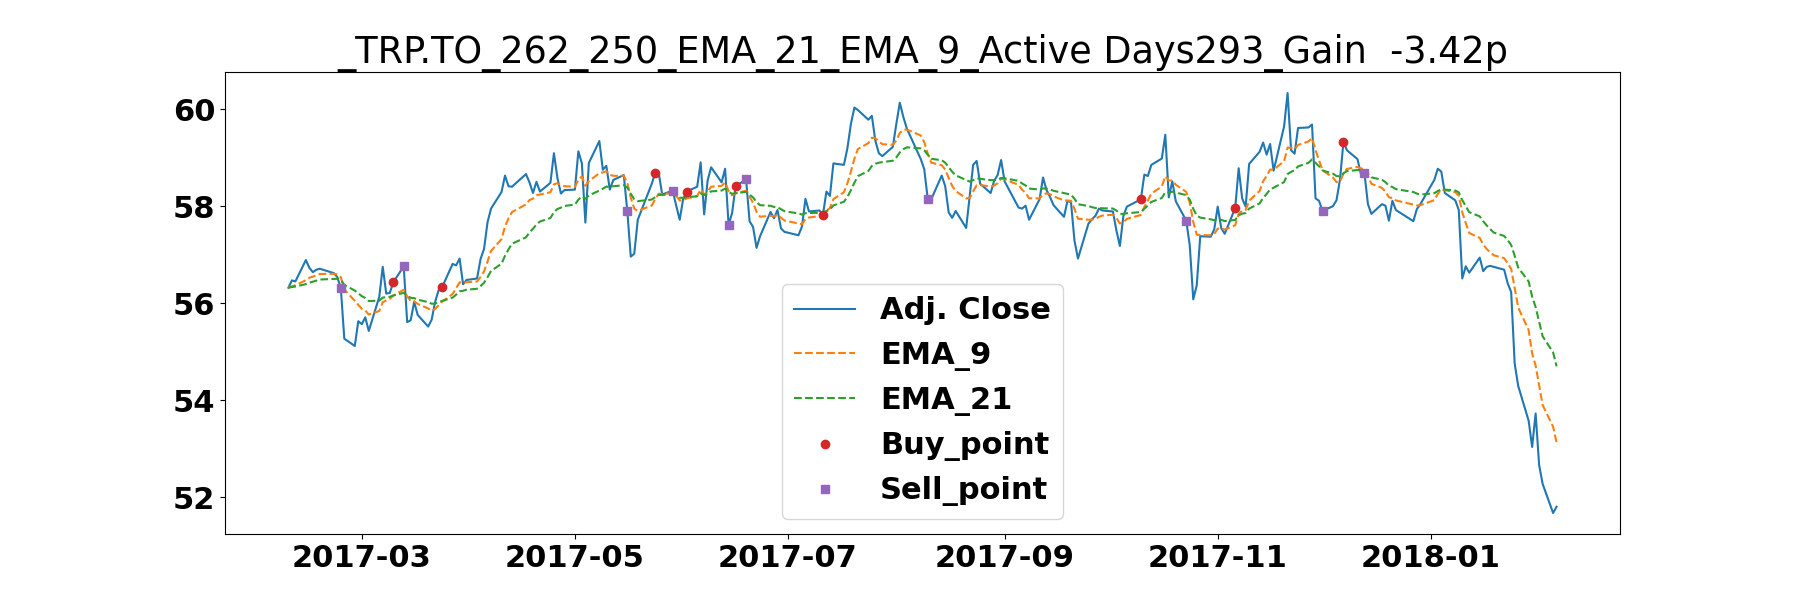 _TRP.TO_262_250_EMA_21_EMA_9_Active Days293_Gain  -3.42p
60
58
56
54
52
Adj. Close
EMA_9
EMA_21
Buy_point
Sell_point
2017-03 2017-05 2017-07 2017-09 2017-11 2018-01